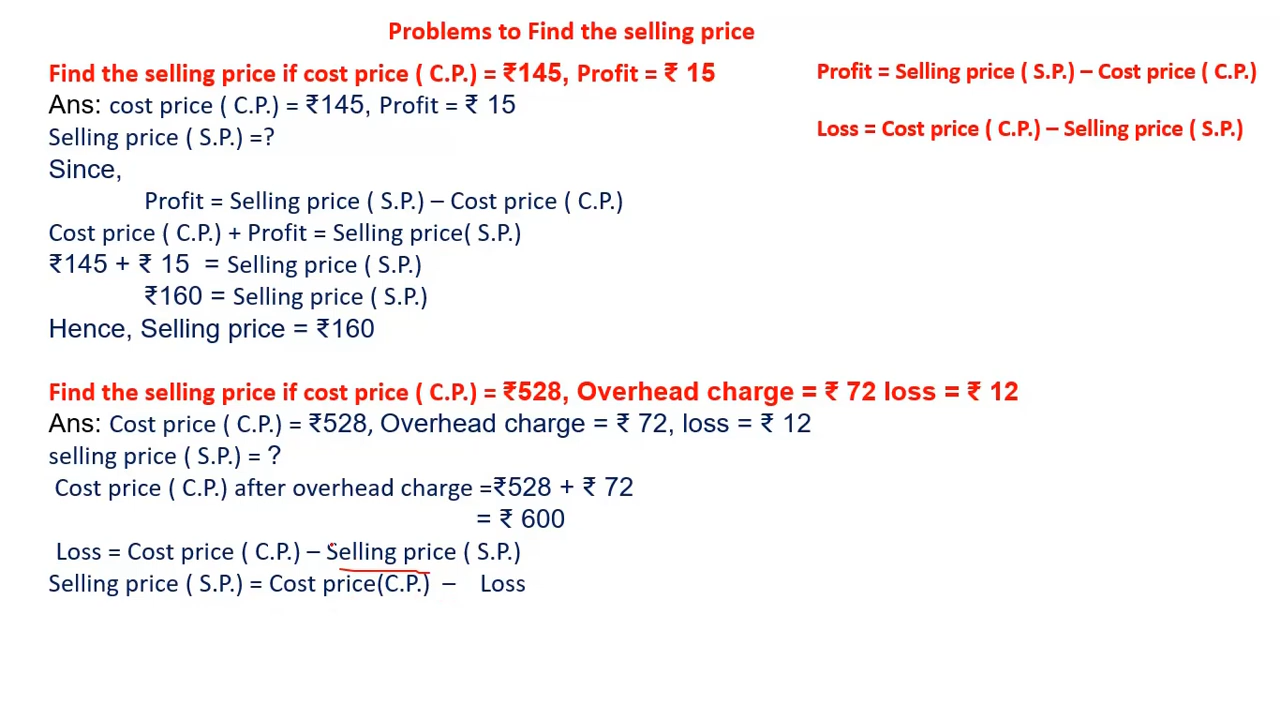 Problems to Find the selling price
Find the selling price if cost price ( C.P.) = ₹145, Profit = ₹ 15
Ans: cost price ( C.P.) = ₹145, Profit = ₹ 15
Selling price ( S.P.) =?
Since,
Profit = Selling price ( S.P.) – Cost price ( C.P.)
Cost price ( C.P.) + Profit = Selling price( S.P.)
₹145 + ₹ 15 = Selling price ( S.P.)
₹160 = Selling price ( S.P.)
Hence, Selling price = ₹160
Profit = Selling price ( S.P.) – Cost price ( C.P.)
Loss = Cost price ( C.P.) – Selling price ( S.P.)
Find the selling price if cost price ( C.P.) = ₹528, Overhead charge = ₹ 72 loss = ₹ 12
Ans: Cost price ( C.P.) = ₹528, Overhead charge = ₹ 72, loss = ₹ 12
selling price ( S.P.) = ?
Cost price ( C.P.) after overhead charge =₹528 + ₹ 72
= ₹ 600
Loss = Cost price ( C.P.) – Selling price ( S.P.)
Selling price ( S.P.) = Cost price(C.P.) – Loss